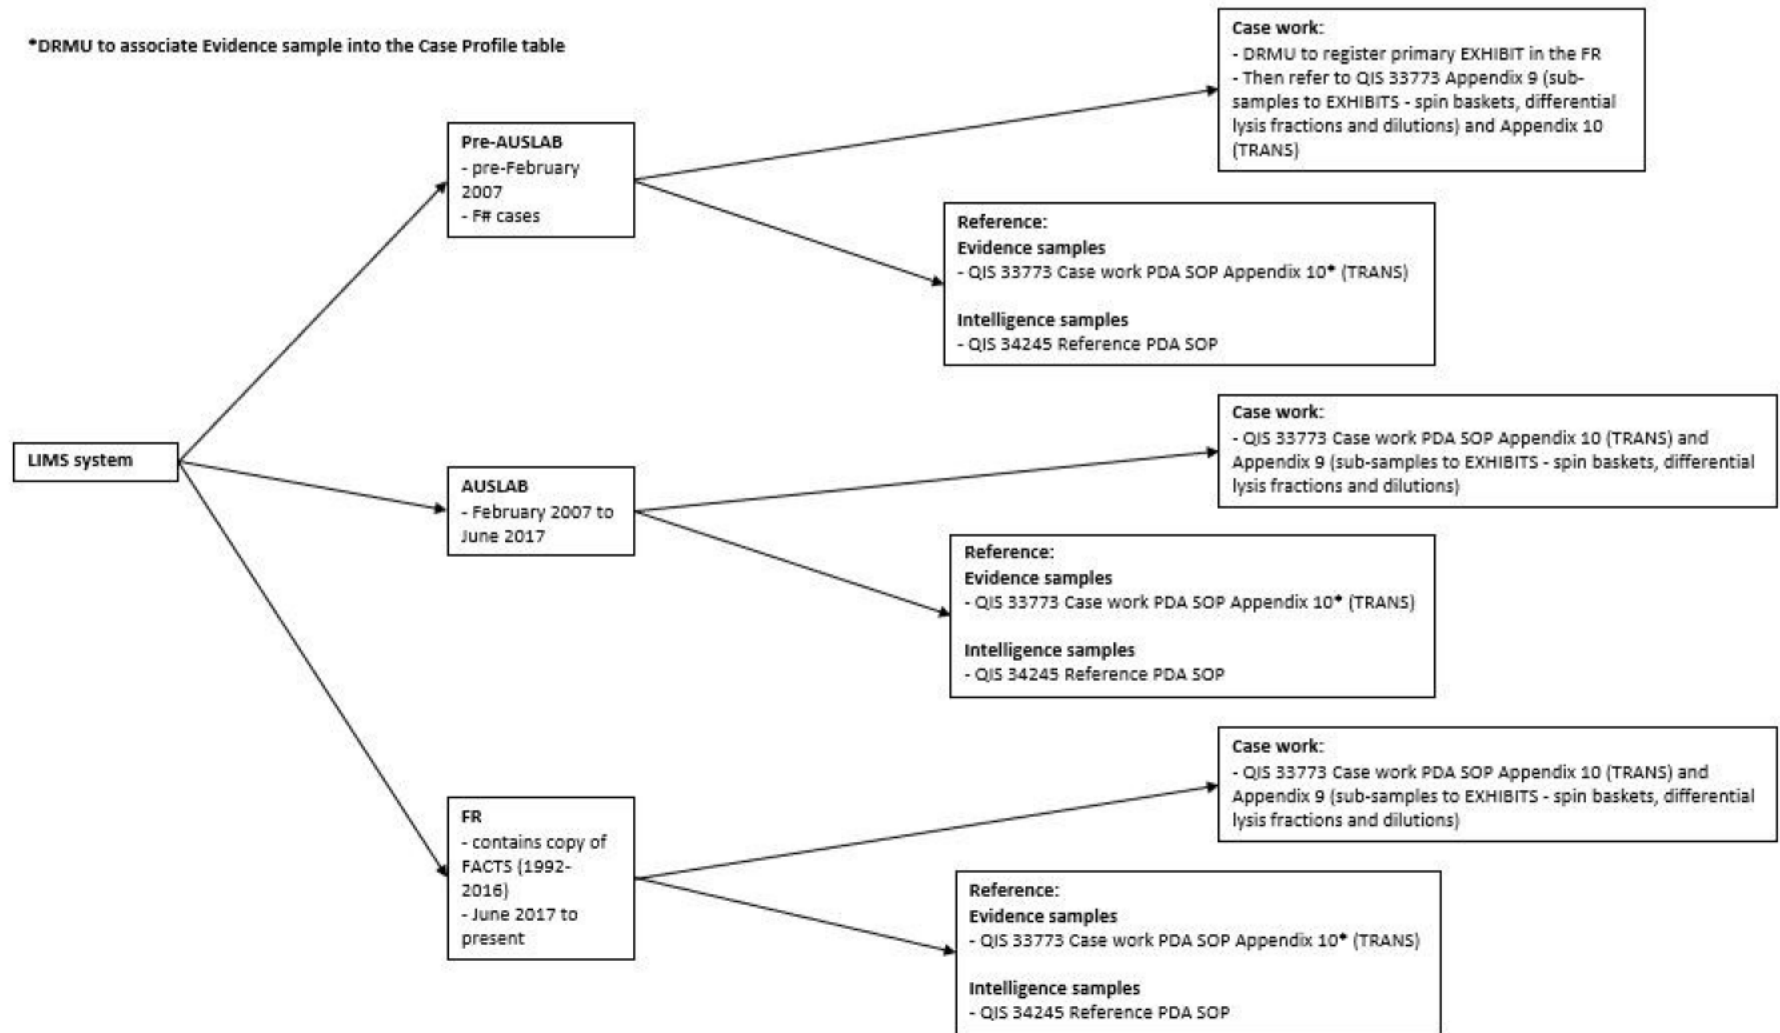 *DRMU to associate Evidence sample into the Case Profile table
Case work:
- DRMU to register primary EXHIBIT in the FR
- Then refer to QIS 33773 Appendix 9 (sub-
samples to EXHIBITS - spin baskets, differential
lysis fractions and dilutions) and Appendix 10
(TRANS)
Pre-AUSLAB
- pre-February
2007
- F# cases
Reference:
Evidence samples
- QIS 33773 Case work PDA SOP Appendix 10* (TRANS)
Intelligence samples
- QIS 34245 Reference PDA SOP
LIMS system
Case work:
- QIS 33773 Case work PDA SOP Appendix 10 (TRANS) and
Appendix 9 (sub-samples to EXHIBITS - spin baskets, differential
lysis fractions and dilutions)
AUSLAB
- February 2007 to
June 2017
Reference:
Evidence samples
- QIS 33773 Case work PDA SOP Appendix 10* (TRANS)
Intelligence samples
- QIS 34245 Reference PDA SOP
Case work:
- QIS 33773 Case work PDA SOP Appendix 10 (TRANS) and
Appendix 9 (sub-samples to EXHIBITS - spin baskets, differential
lysis fractions and dilutions)
FR
- contains copy of
FACTS (1992-
2016)
- June 2017 to
present
Reference:
Evidence samples
- QIS 33773 Case work PDA SOP Appendix 10* (TRANS)
Intelligence samples
- QIS 34245 Reference PDA SOP